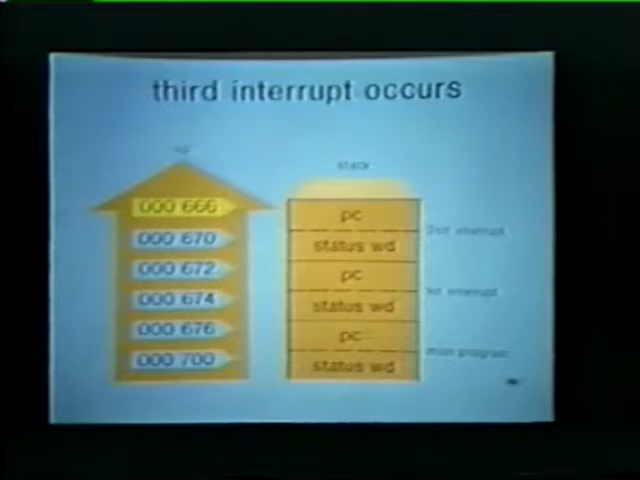 third interrupt occurs
sp
stack
000 666
000 670
000 672
000 674
000 676
000 700
pc
status wd
pc
status wd
pc
status wd
2nd interrupt
1st interrupt
main program